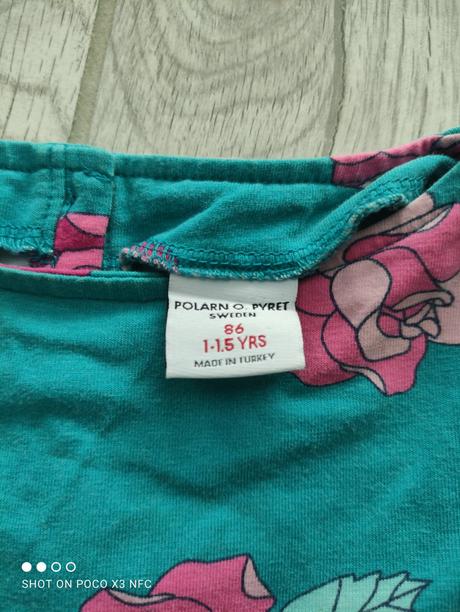 POLARN O. PYRET
SWEDEN
86
1-1.5 YRS
MADE IN TURKEY
SHOT ON POCO X3 NFC